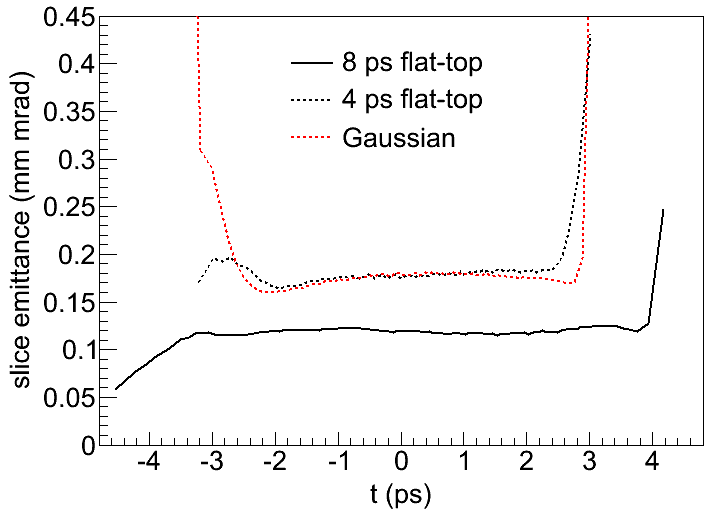 0.45
0.4
0.35
0.3
0.25
0.2
0.15
0.1
0.05
0
slice emittance (mm mrad)
8 ps flat-top
4 ps flat-top
Gaussian
-4 -3 -2 -1 0 1 2 3 4
t (ps)